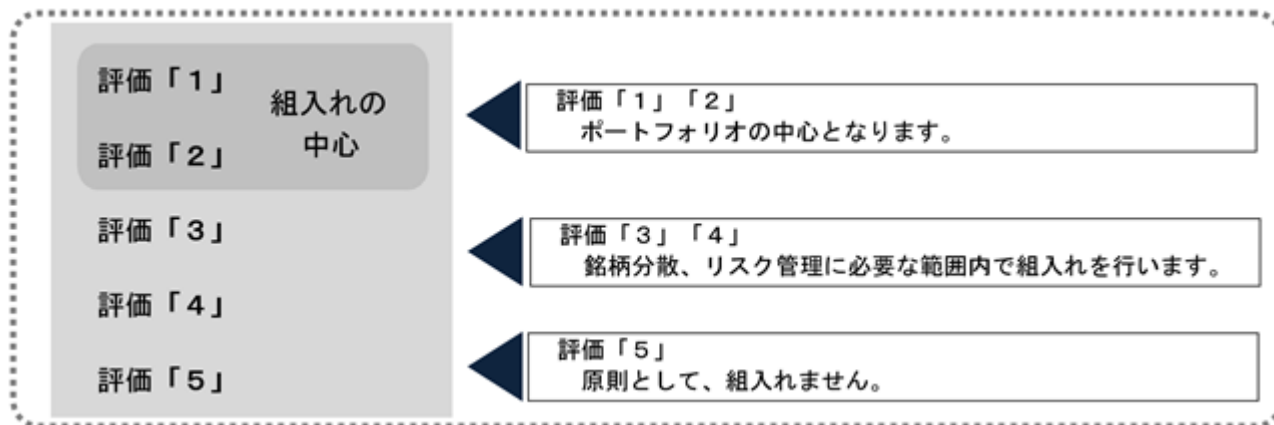 評価「１」
評価「２」
組入れの
中心
評価「３」
評価「４」
評価「５」
評価「１」「２」
ポートフォリオの中心となります。
評価「３」「４」
銘柄分散、リスク管理に必要な範囲内で組入れを行います。
評価「５」
原則として、組入れません。